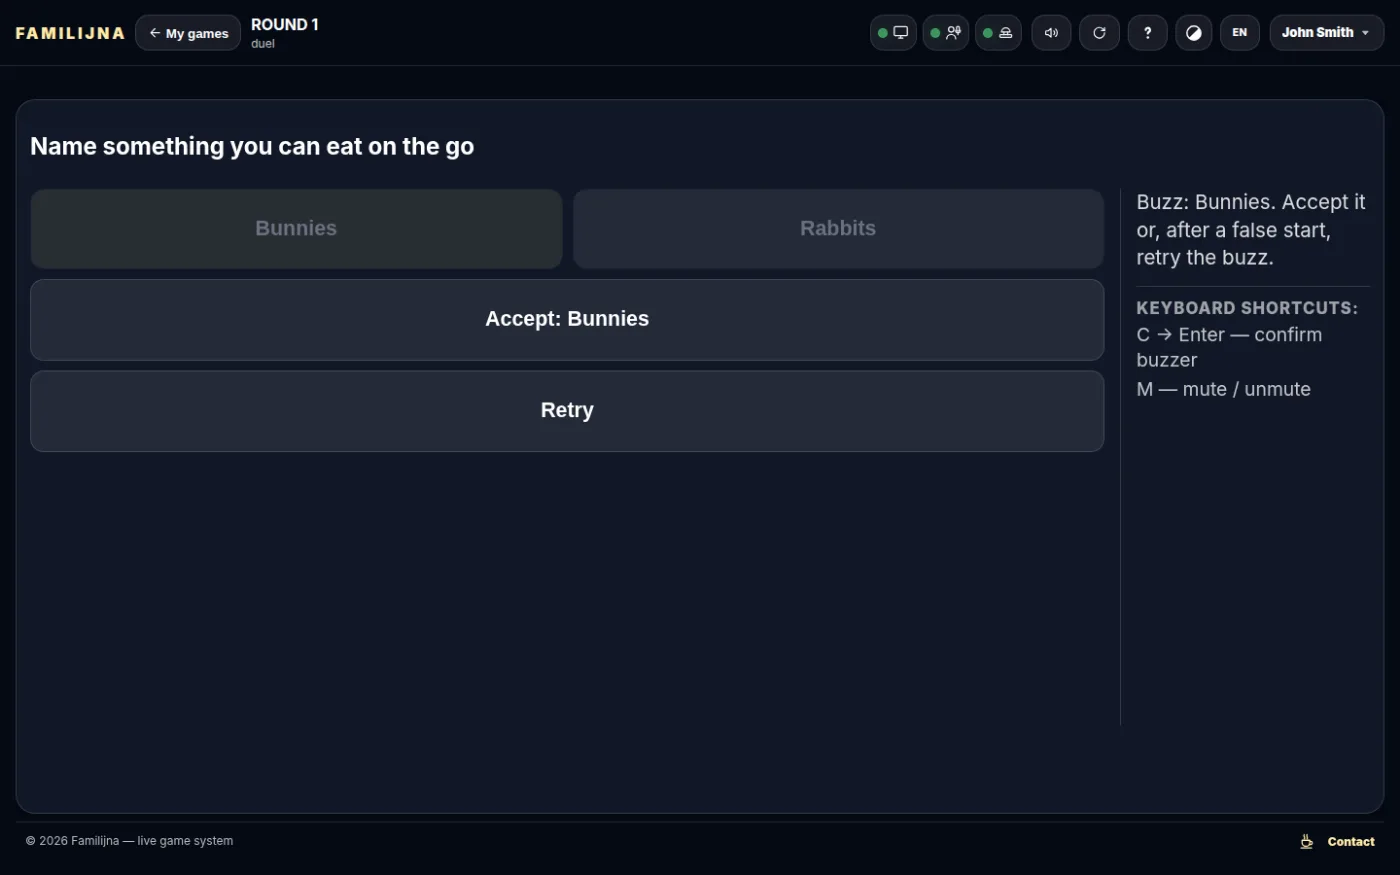 FAMILIJNA
← My games
ROUND 1
duel
?
EN
John Smith
Name something you can eat on the go
Bunnies
Rabbits
Accept: Bunnies
Retry
Buzz: Bunnies. Accept it
or, after a false start,
retry the buzz.
KEYBOARD SHORTCUTS:
C → Enter — confirm
buzzer
M — mute / unmute
© 2026 Familijna — live game system
Contact